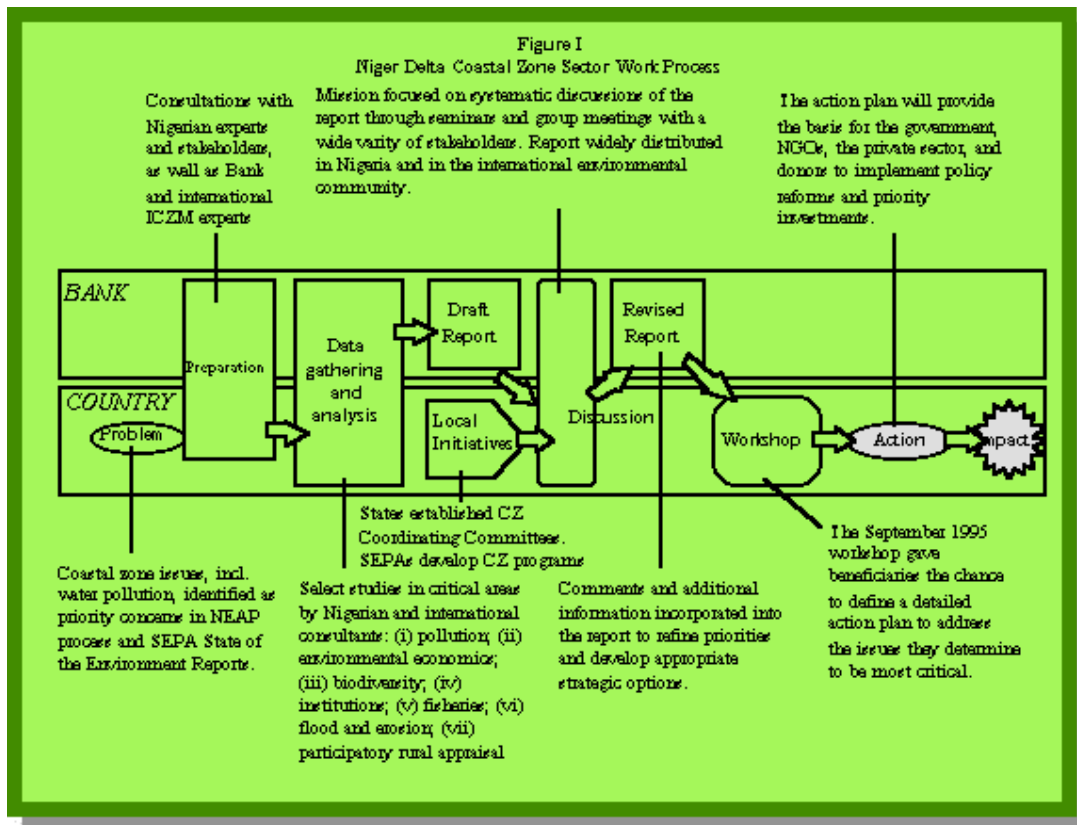 Figure I
Niger Delta Coastal Zone Sector Work Process
Consultations with
Nigerian experts
and stakeholders,
as well as Bank
and international
ICZM experts
Mission focused on systematic discussions of the
report through seminars and group meetings with a
wide varity of stakeholders. Report widely distributed
in Nigeria and in the international environmental
community.
The action plan will provide
the basis for the government,
NGOs, the private sector, and
donors to implement policy
reforms and priority
investments.
BANK
Preparation
Data
gathering
and
analysis
Draft
Report
Revised
Report
COUNTRY
Problem
Local
Initiatives
Discussion
Workshop
Action
mpact
States established CZ
Coordinating Committees.
SEPAs develop CZ programs
Coastal zone issues, incl.
water pollution, identified as
priority concerns in NEAP
process and SEPA State of
the Environment Reports.
Select studies in critical areas
by Nigerian and international
consultants: (i) pollution; (ii)
environmental economics;
(iii) biodiversity; (iv)
institutions; (v) fisheries; (vi)
flood and erosion; (vii)
participatory rural appraisal
Comments and additional
information incorporated into
the report to refine priorities
and develop appropriate
strategic options.
The September 1995
workshop gave
beneficiaries the chance
to define a detailed
action plan to address
the issues they determine
to be most critical.